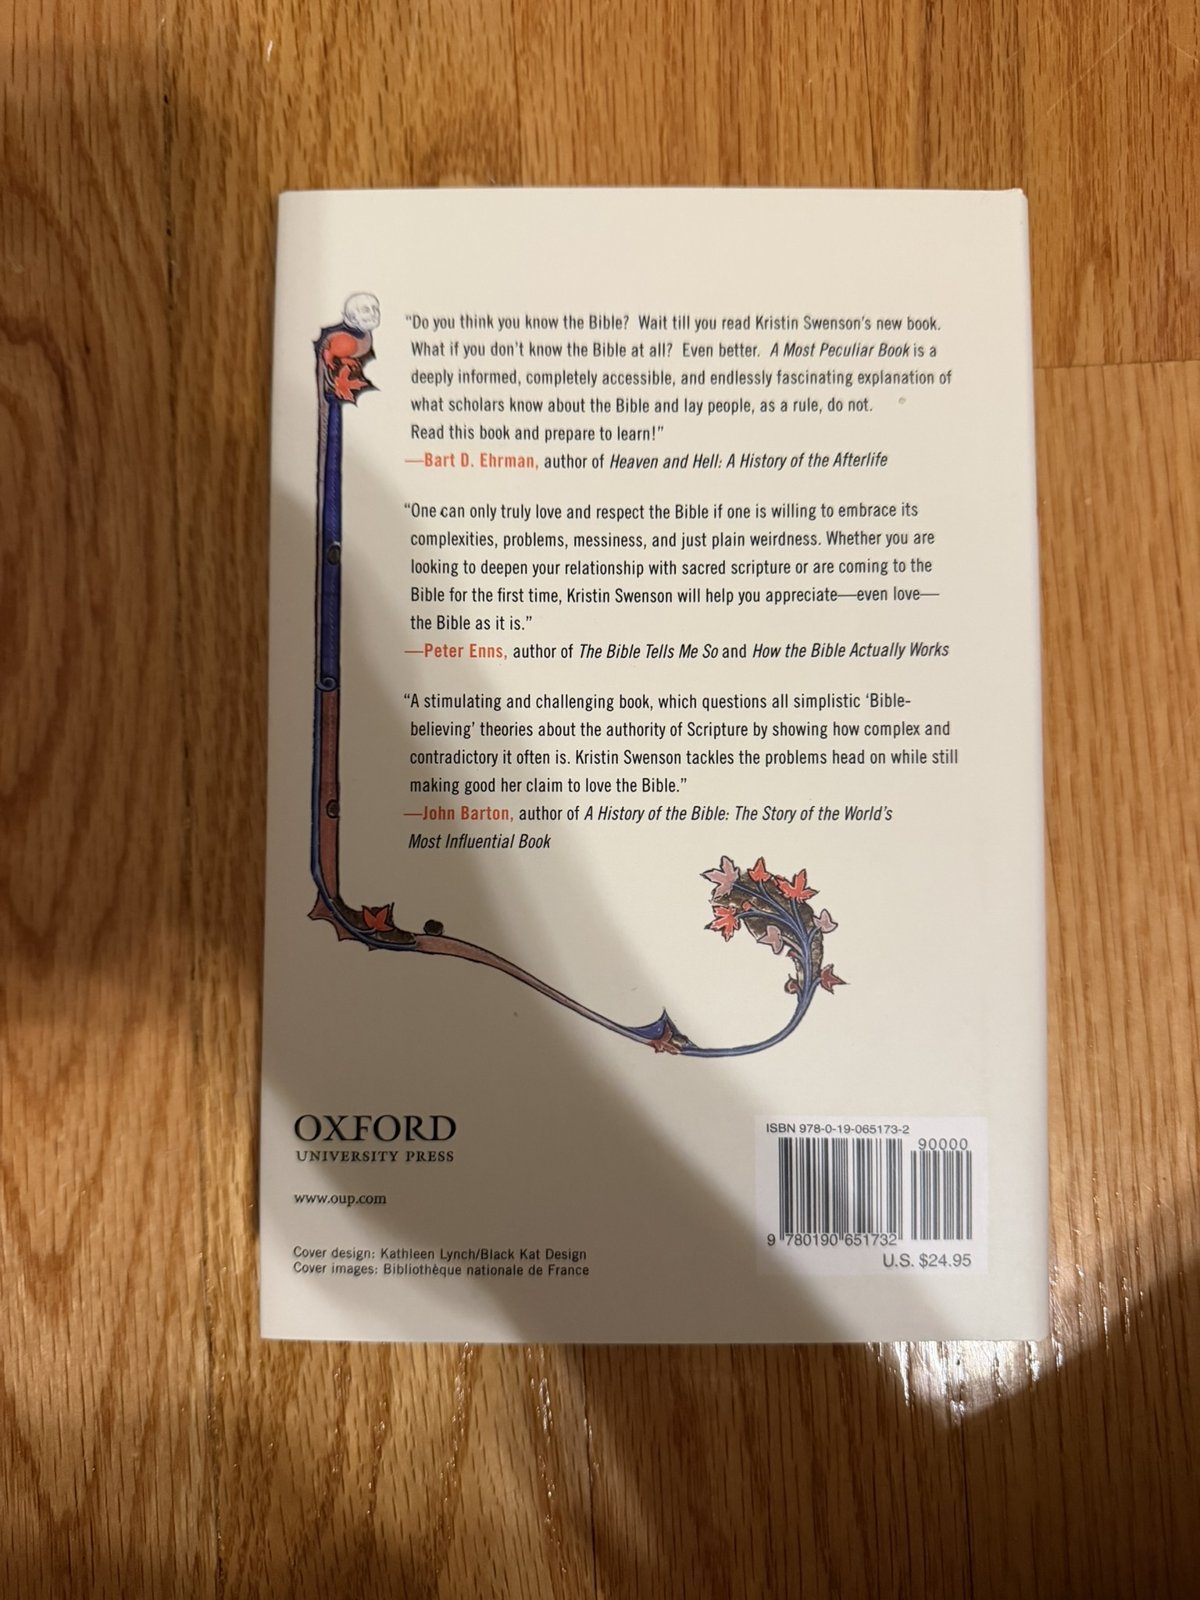 "Do you think you know the Bible? Wait till you read Kristin Swenson's new book.
What if you don't know the Bible at all? Even better. A Most Peculiar Book is a
deeply informed, completely accessible, and endlessly fascinating explanation of
what scholars know about the Bible and lay people, as a rule, do not.
Read this book and prepare to learn!"
—Bart D. Ehrman, author of Heaven and Hell: A History of the Afterlife
"One can only truly love and respect the Bible if one is willing to embrace its
complexities, problems, messiness, and just plain weirdness. Whether you are
looking to deepen your relationship with sacred scripture or are coming to the
Bible for the first time, Kristin Swenson will help you appreciate—even love—
the Bible as it is."
—Peter Enns, author of The Bible Tells Me So and How the Bible Actually Works
"A stimulating and challenging book, which questions all simplistic 'Bible-
believing' theories about the authority of Scripture by showing how complex and
contradictory it often is. Kristin Swenson tackles the problems head on while still
making good her claim to love the Bible."
—John Barton, author of A History of the Bible: The Story of the World's
Most Influential Book
OXFORD
UNIVERSITY PRESS
www.oup.com
Cover design: Kathleen Lynch/Black Kat Design
Cover images: Bibliothèque nationale de France
ISBN 978-0-19-065173-2
90000
9 780190 651732
U.S. $24.95